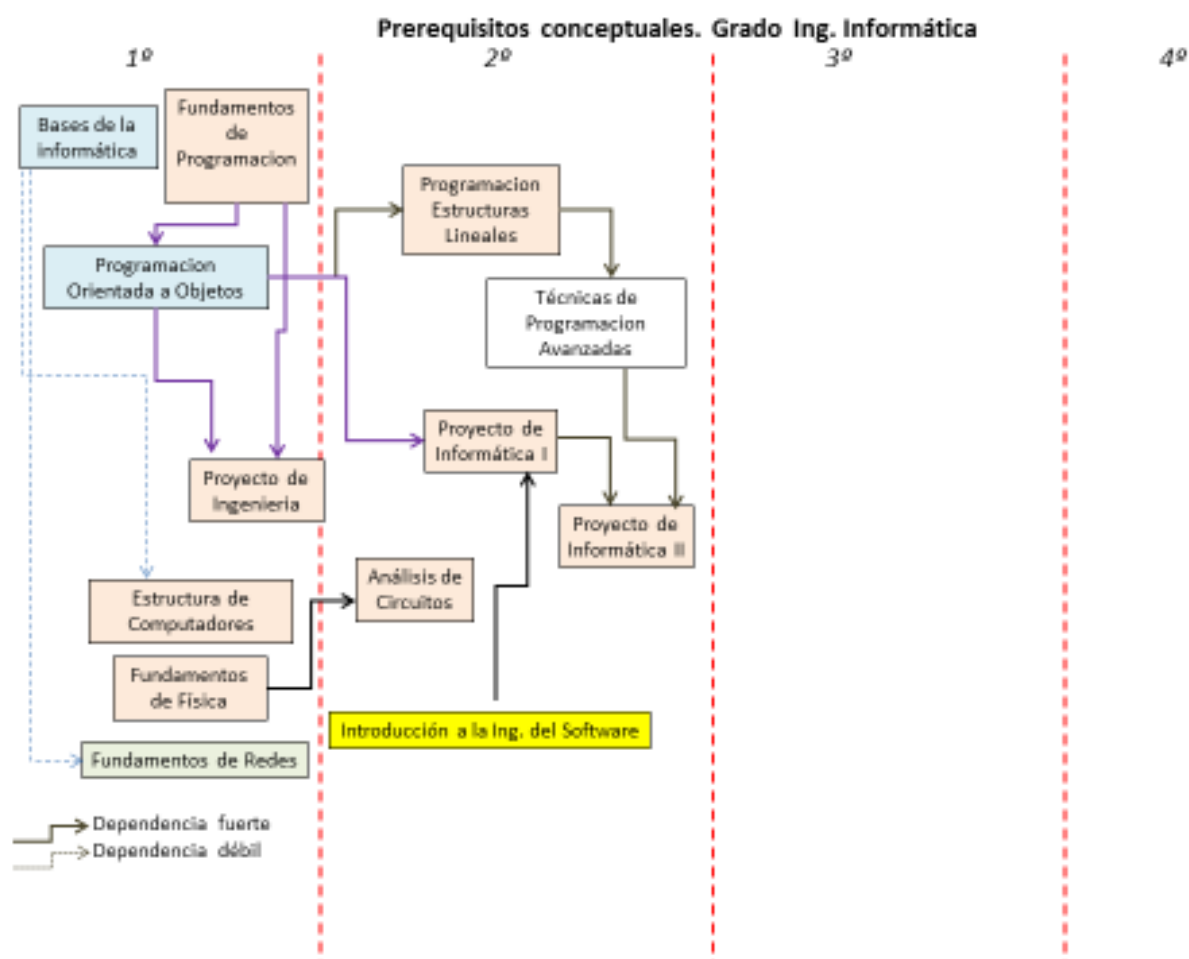 Prerequisitos conceptuales. Grado Ing. Informática
1º
2º
3º
4º
Bases de la
informática
Fundamentos
de
Programacion
Programacion
Orientada a Objetos
Proyecto de
Ingenieria
Estructura de
Computadores
Fundamentos
de Física
Fundamentos de Redes
Programacion
Estructuras
Lineales
Técnicas de
Programacion
Avanzadas
Proyecto de
Informática I
Proyecto de
Informática II
Análisis de
Circuitos
Introducción a la Ing. del Software
Dependencia fuerte
Dependencia débil